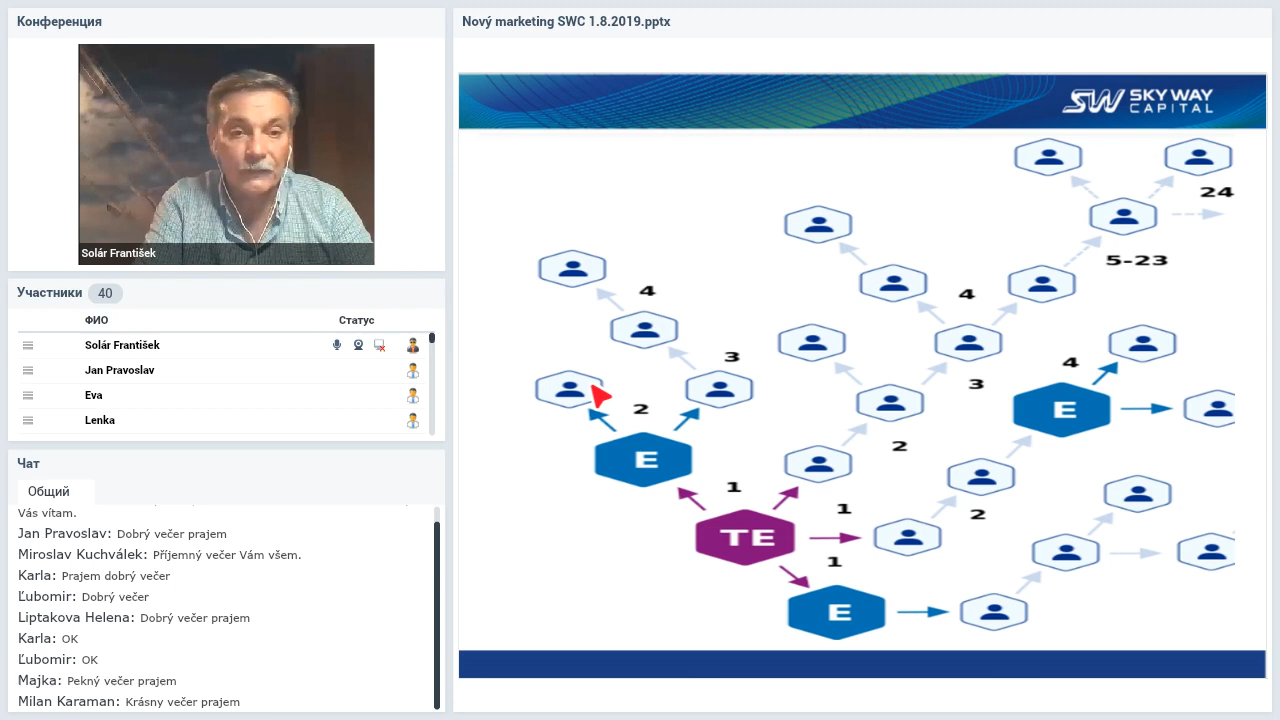 Конференция
Solár František
Участники 40
ФИО Статус
Solár František
Jan Pravoslav
Eva
Lenka
Чат
Общий
Vás vítam.
Jan Pravoslav: Dobrý večer prajem
Miroslav Kuchválek: Příjemný večer Vám všem.
Karla: Prajem dobrý večer
Ľubomir: Dobrý večer
Liptakova Helena: Dobrý večer prajem
Karla: OK
Ľubomir: OK
Majka: Pekný večer prajem
Milan Karaman: Krásny večer prajem
Nový marketing SWC 1.8.2019.pptx
SW SKY WAY
CAPITAL
24
5-23
4
4
3
4
3
2
2
E
E
1
1
2
TE
1
E